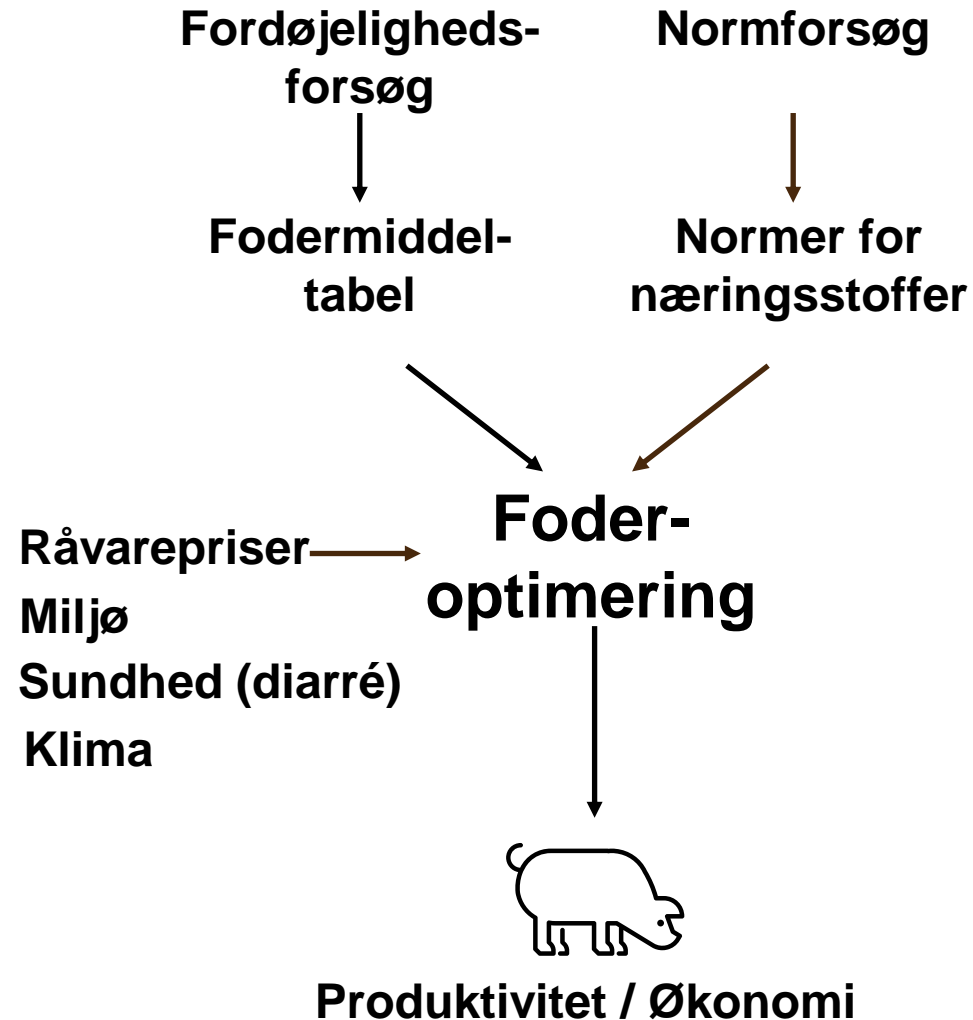 Fordøjeligheds-
forsøg
Normforsøg
Fodermiddel-
tabel
Normer for
næringsstoffer
Råvarepriser
Miljø
Sundhed (diarré)
Klima
Foder-
optimering
Produktivitet / Økonomi